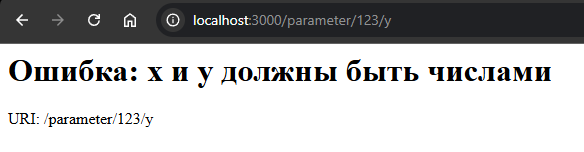 localhost:3000/parameter/123/y
Ошибка: x и y должны быть числами
URI: /parameter/123/y